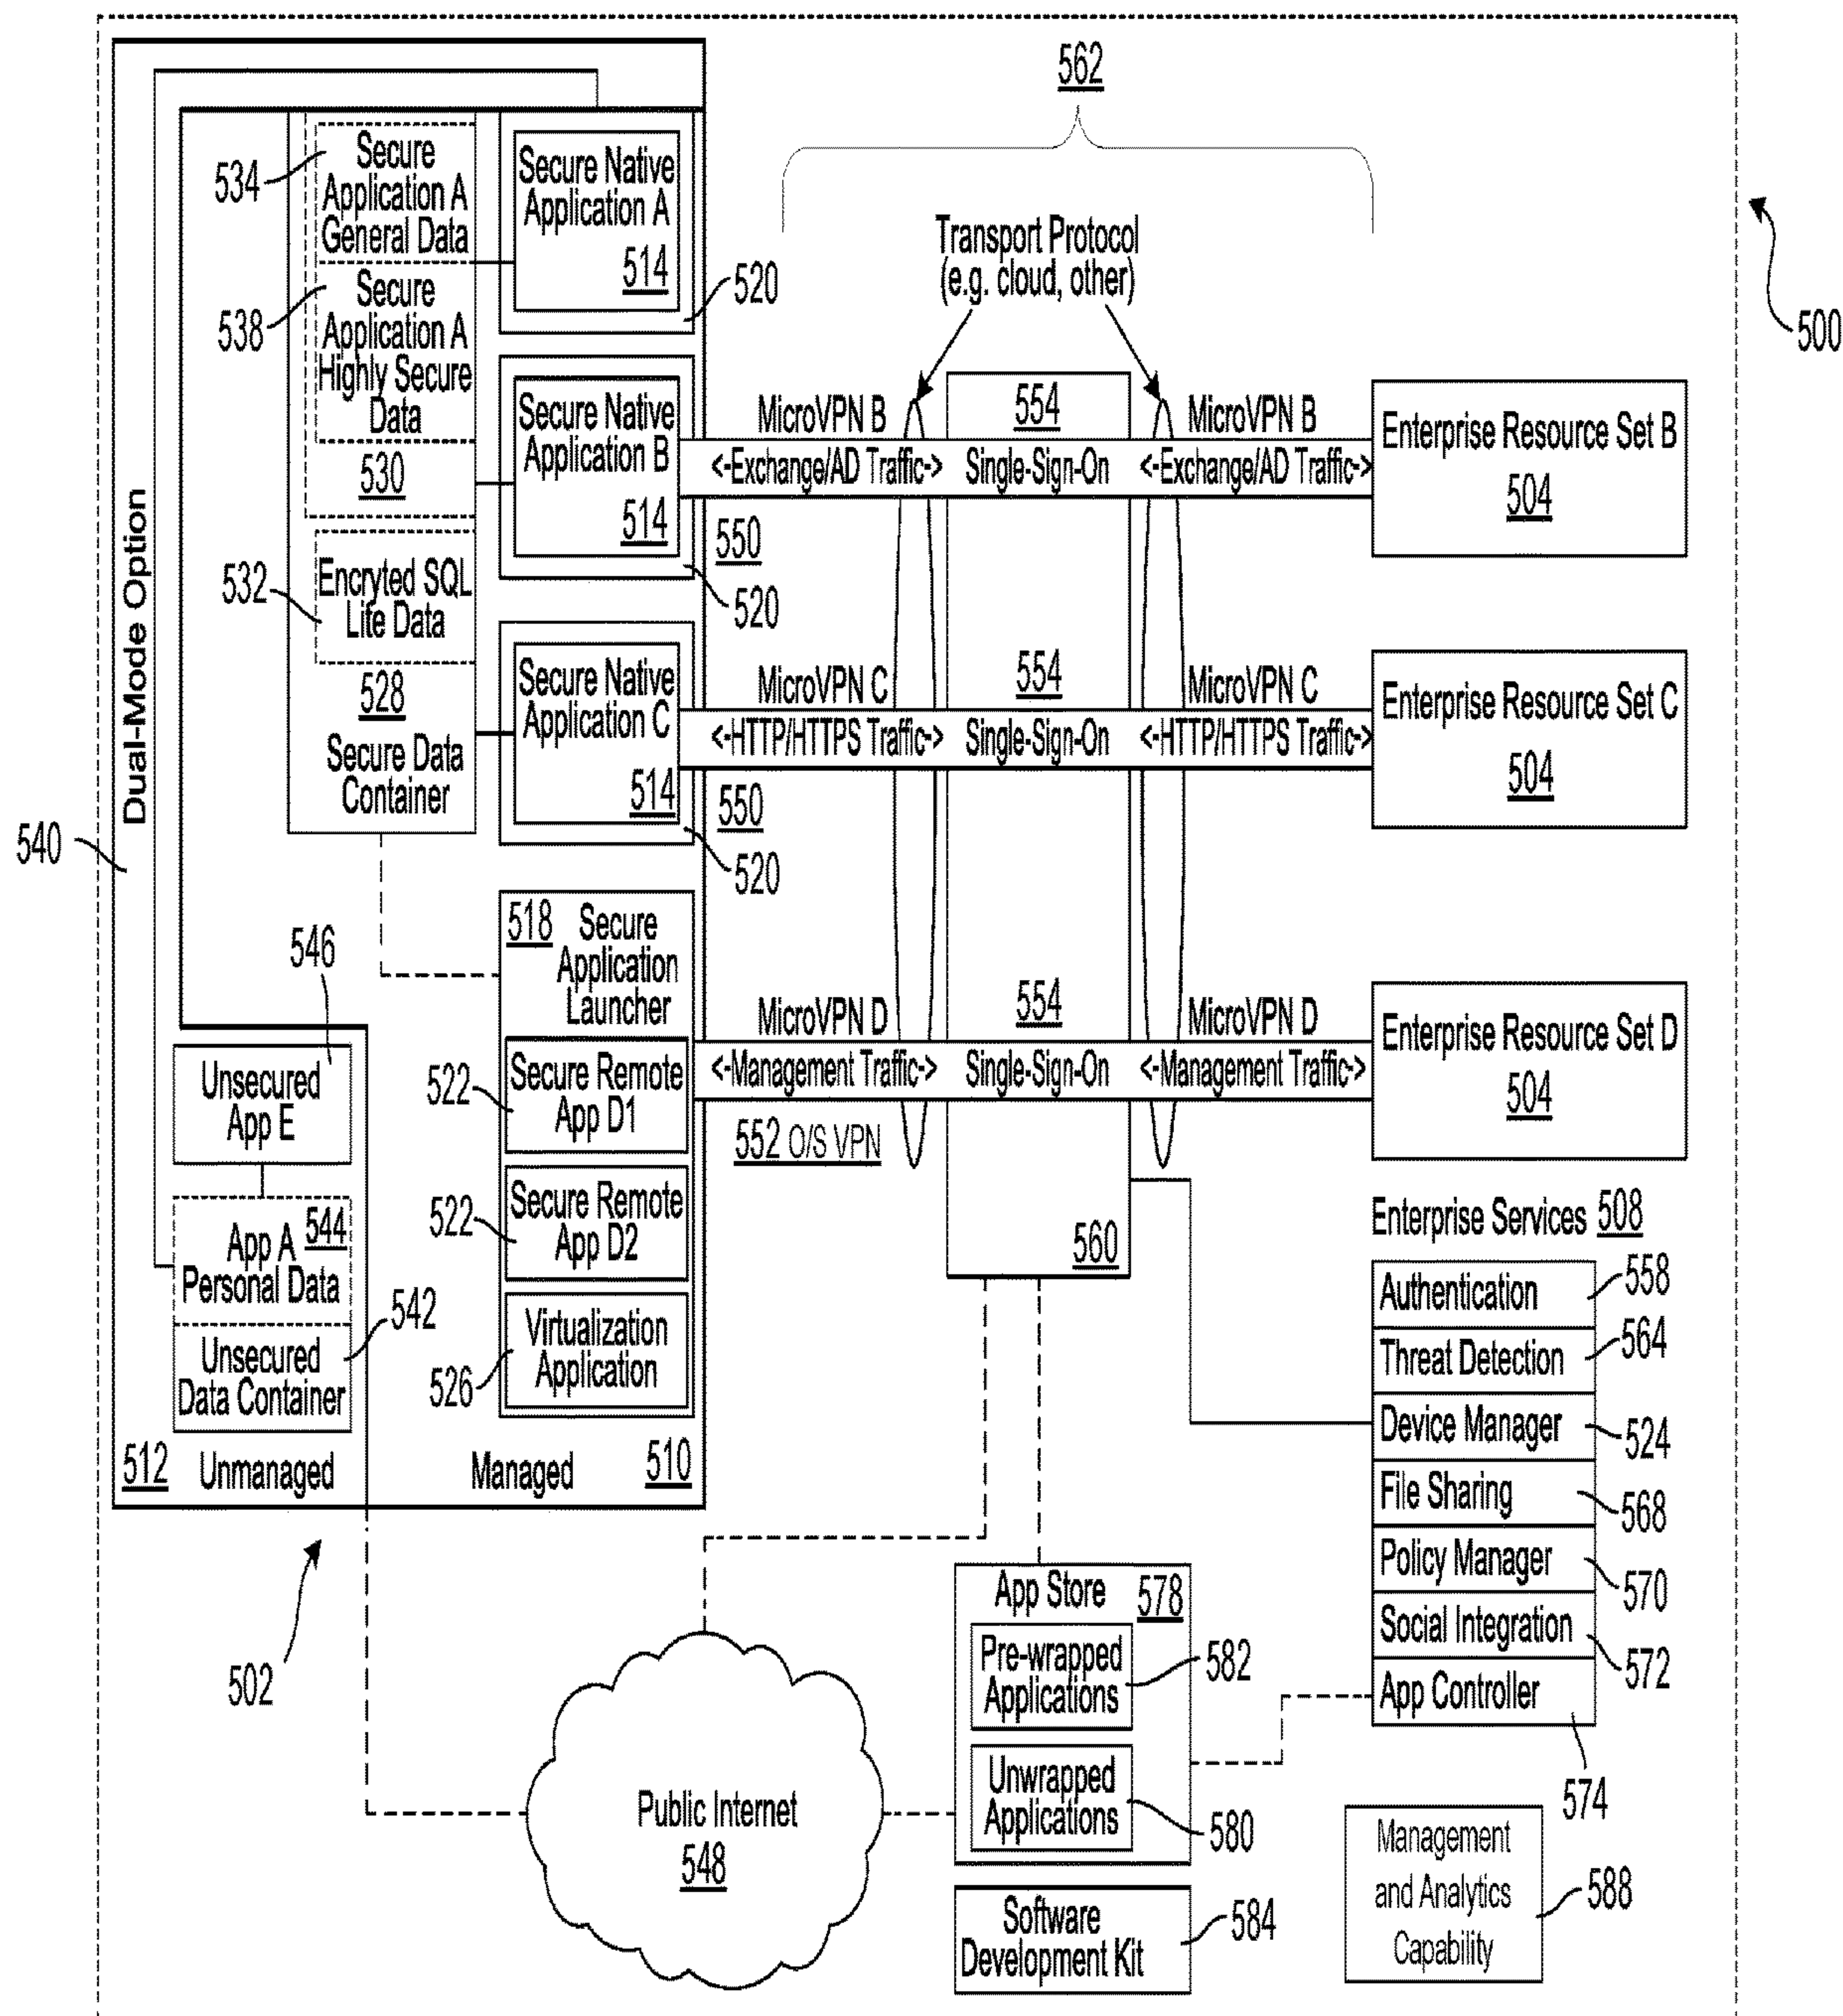 562
500
Dual-Mode Option
540
534
Secure
Application A
General Data
538
Secure
Application A
Highly Secure
Data
530
532
Encryted SQL
Life Data
528
Secure Data
Container
Secure Native
Application A
514
520
Secure Native
Application B
514
520
550
Secure Native
Application C
514
520
550
Transport Protocol
(e.g. cloud, other)
MicroVPN B
<-Exchange/AD Traffic->
554
Single-Sign-On
MicroVPN B
<-Exchange/AD Traffic->
Enterprise Resource Set B
504
MicroVPN C
<-HTTP/HTTPS Traffic->
554
Single-Sign-On
MicroVPN C
<-HTTP/HTTPS Traffic->
Enterprise Resource Set C
504
518
Secure
Application
Launcher
522
Secure Remote
App D1
522
Secure Remote
App D2
526
Virtualization
Application
MicroVPN D
<-Management Traffic->
554
Single-Sign-On
MicroVPN D
<-Management Traffic->
Enterprise Resource Set D
504
552 O/S VPN
560
546
Unsecured
App E
App A
544
Personal Data
542
Unsecured
Data Container
512
Unmanaged
Managed
510
502
Enterprise Services 508
Authentication
558
Threat Detection
564
Device Manager
524
File Sharing
568
Policy Manager
570
Social Integration
572
App Controller
574
Public Internet
548
App Store
578
Pre-wrapped
Applications
582
Unwrapped
Applications
580
Software
Development Kit
584
Management
and Analytics
Capability
588